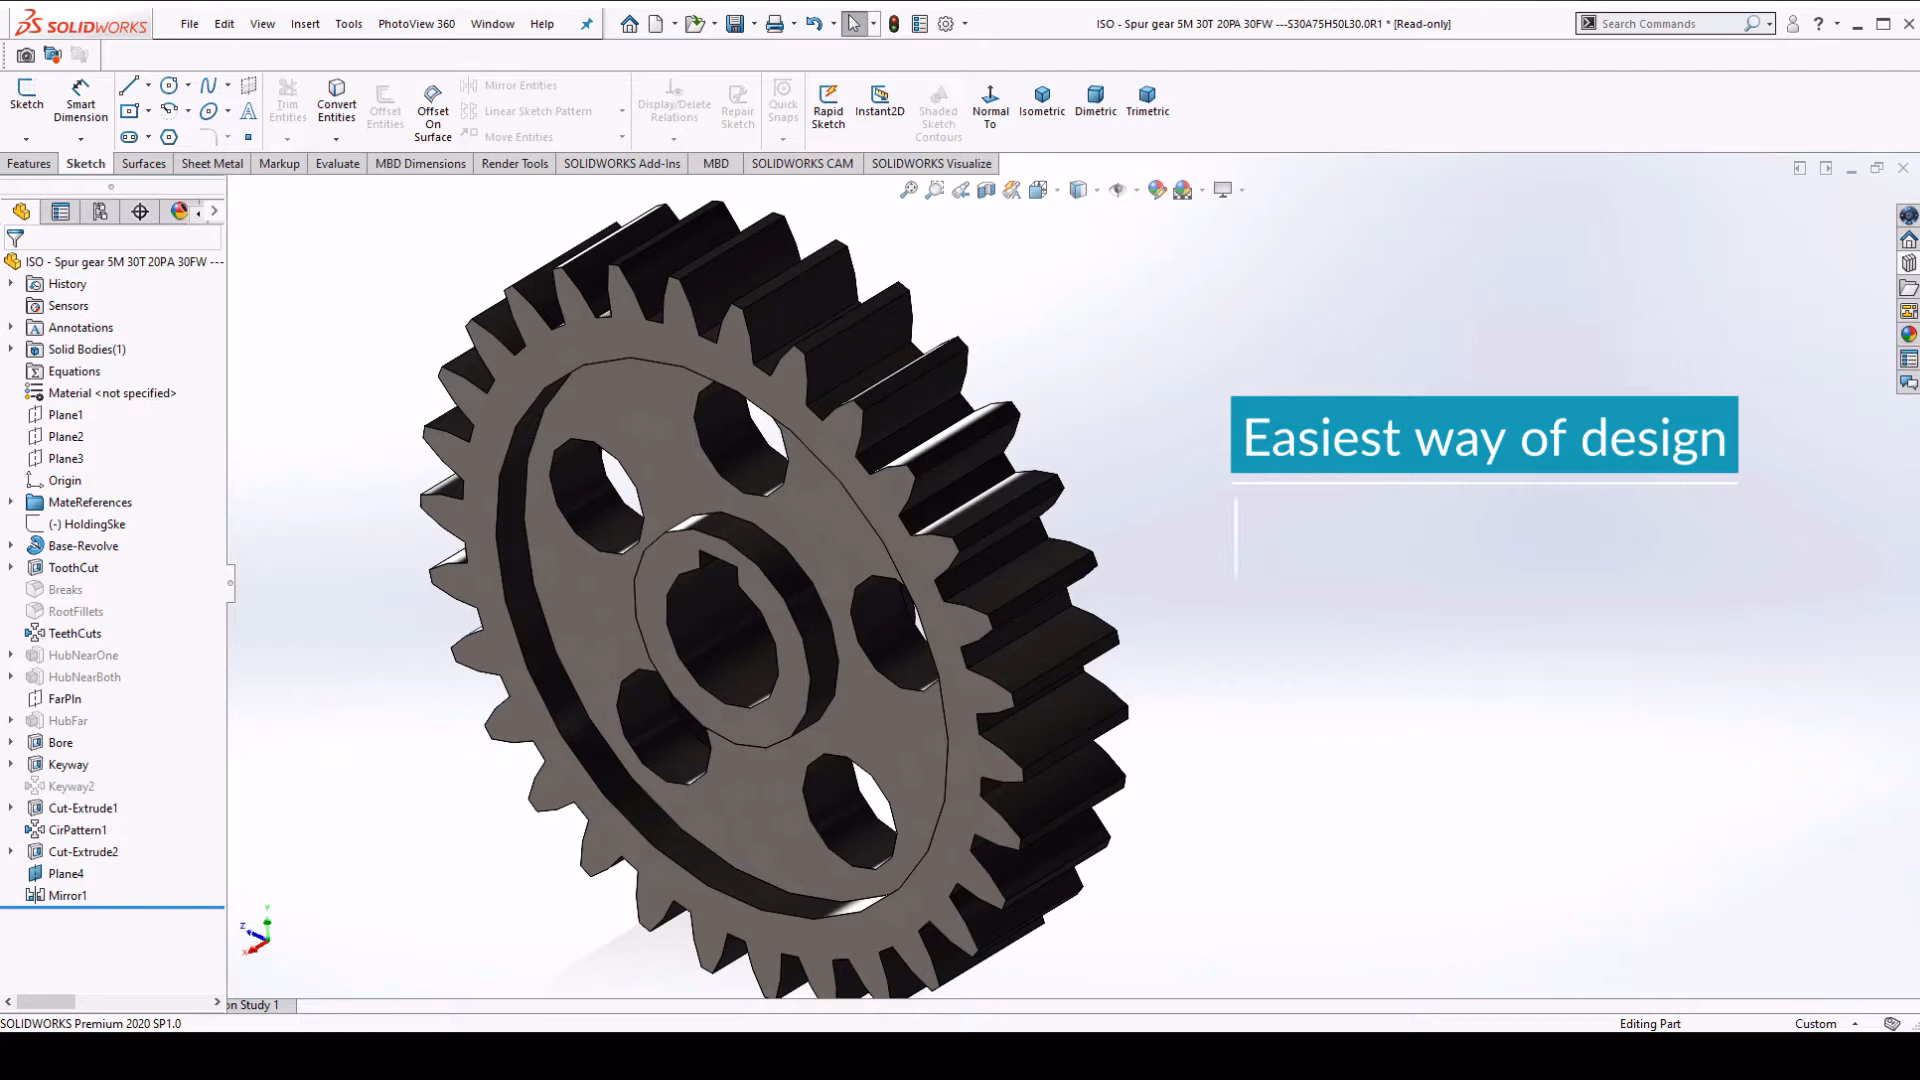 SOLIDWORKS
File Edit View Insert Tools PhotoView 360 Window Help
ISO - Spur gear 5M 30T 20PA 30FW ---S30A75H50L30.0R1 * [Read-only]
Search Commands
Sketch
Smart Dimension
Trim Entities
Convert Entities
Offset Entities
Offset On Surface
Mirror Entities
Linear Sketch Pattern
Move Entities
Display/Delete Relations
Repair Sketch
Quick Snaps
Rapid Sketch
Instant2D
Shaded Sketch Contours
Normal To
Isometric
Dimetric
Trimetric
Features Sketch Surfaces Sheet Metal Markup Evaluate MBD Dimensions Render Tools SOLIDWORKS Add-Ins MBD SOLIDWORKS CAM SOLIDWORKS Visualize
ISO - Spur gear 5M 30T 20PA 30FW ---
History
Sensors
Annotations
Solid Bodies(1)
Equations
Material <not specified>
Plane1
Plane2
Plane3
Origin
MateReferences
(-) HoldingSke
Base-Revolve
ToothCut
Breaks
RootFillets
TeethCuts
HubNearOne
HubNearBoth
FarPln
HubFar
Bore
Keyway
Keyway2
Cut-Extrude1
CirPattern1
Cut-Extrude2
Plane4
Mirror1
Easiest way of design
Y
Z
X
on Study 1
SOLIDWORKS Premium 2020 SP1.0
Editing Part
Custom